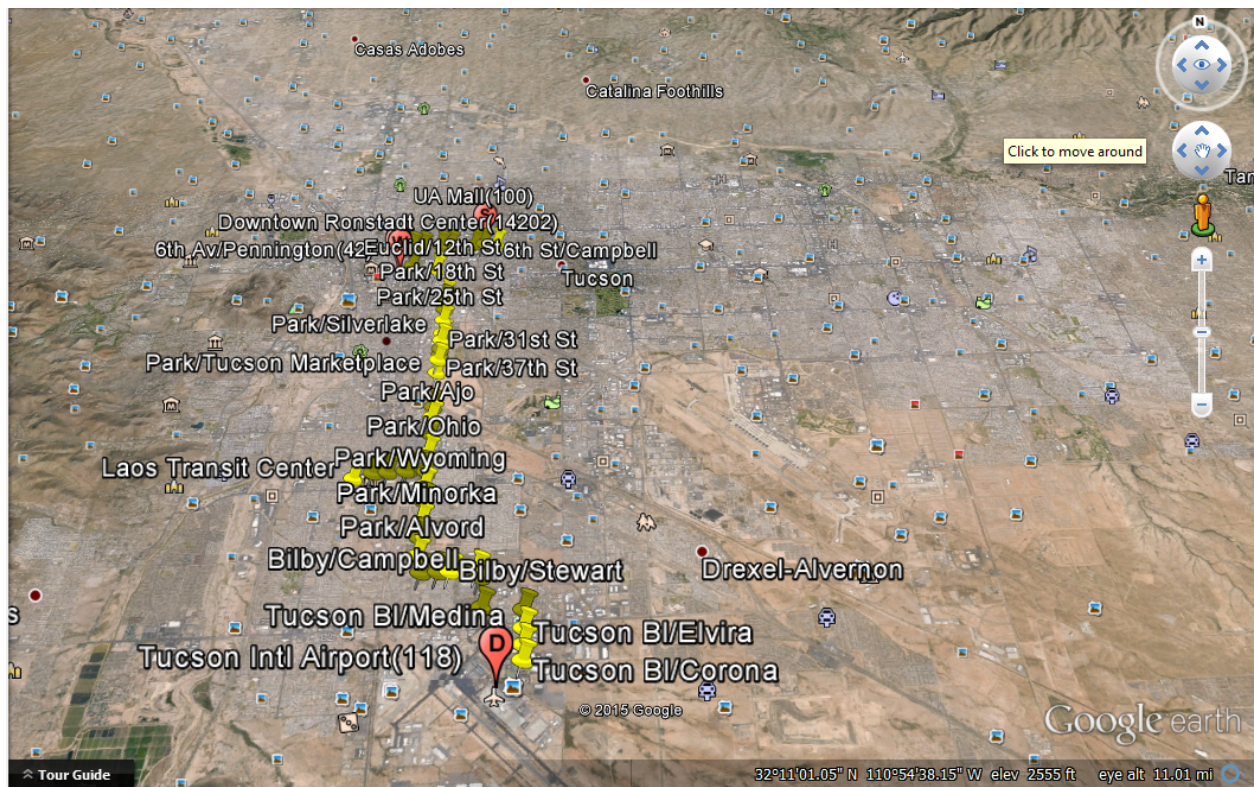 N
Casas Adobes
Catalina Foothills
Click to move around
Tan
UA Mall(100)
S
Downtown Ronstadt Center(14202)
6th Av/Pennington(42
Euclid/12th St
6th St/Campbell
Park/18th St
Tucson
Park/25th St
Park/Silverlake
Park/31st St
Park/Tucson Marketplace
Park/37th St
Park/Ajo
Park/Ohio
Park/Wyoming
Laos Transit Center
Park/Minorka
Park/Alvord
Bilby/Campbell
Bilby/Stewart
Drexel-Alvernon
s
Tucson Bl/Medina
Tucson Bl/Elvira
D
Tucson Intl Airport(118)
Tucson Bl/Corona
© 2015 Google
Google earth
Tour Guide
32°11'01.05" N 110°54'38.15" W elev 2555 ft eye alt 11.01 mi